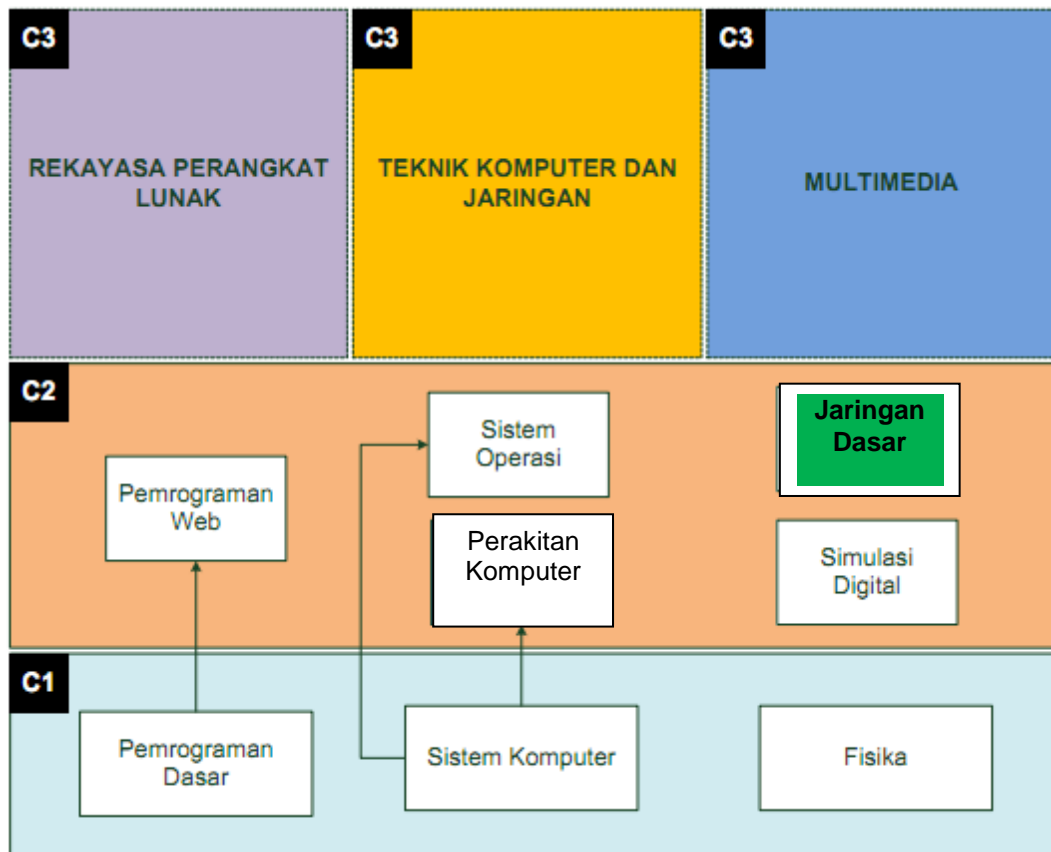 C3
REKAYASA PERANGKAT
LUNAK
C3
TEKNIK KOMPUTER DAN
JARINGAN
C3
MULTIMEDIA
C2
Pemrograman
Web
Sistem
Operasi
Jaringan
Dasar
Perakitan
Komputer
Simulasi
Digital
C1
Pemrograman
Dasar
Sistem Komputer
Fisika